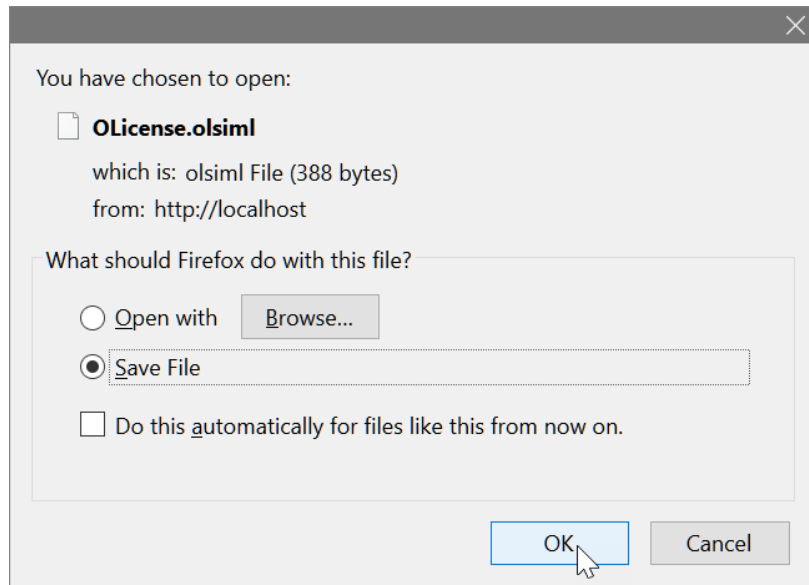 You have chosen to open:
OLicense.olsiml
which is: olsiml File (388 bytes)
from: http://localhost
What should Firefox do with this file?
Open with Browse...
Save File
Do this automatically for files like this from now on.
OK Cancel